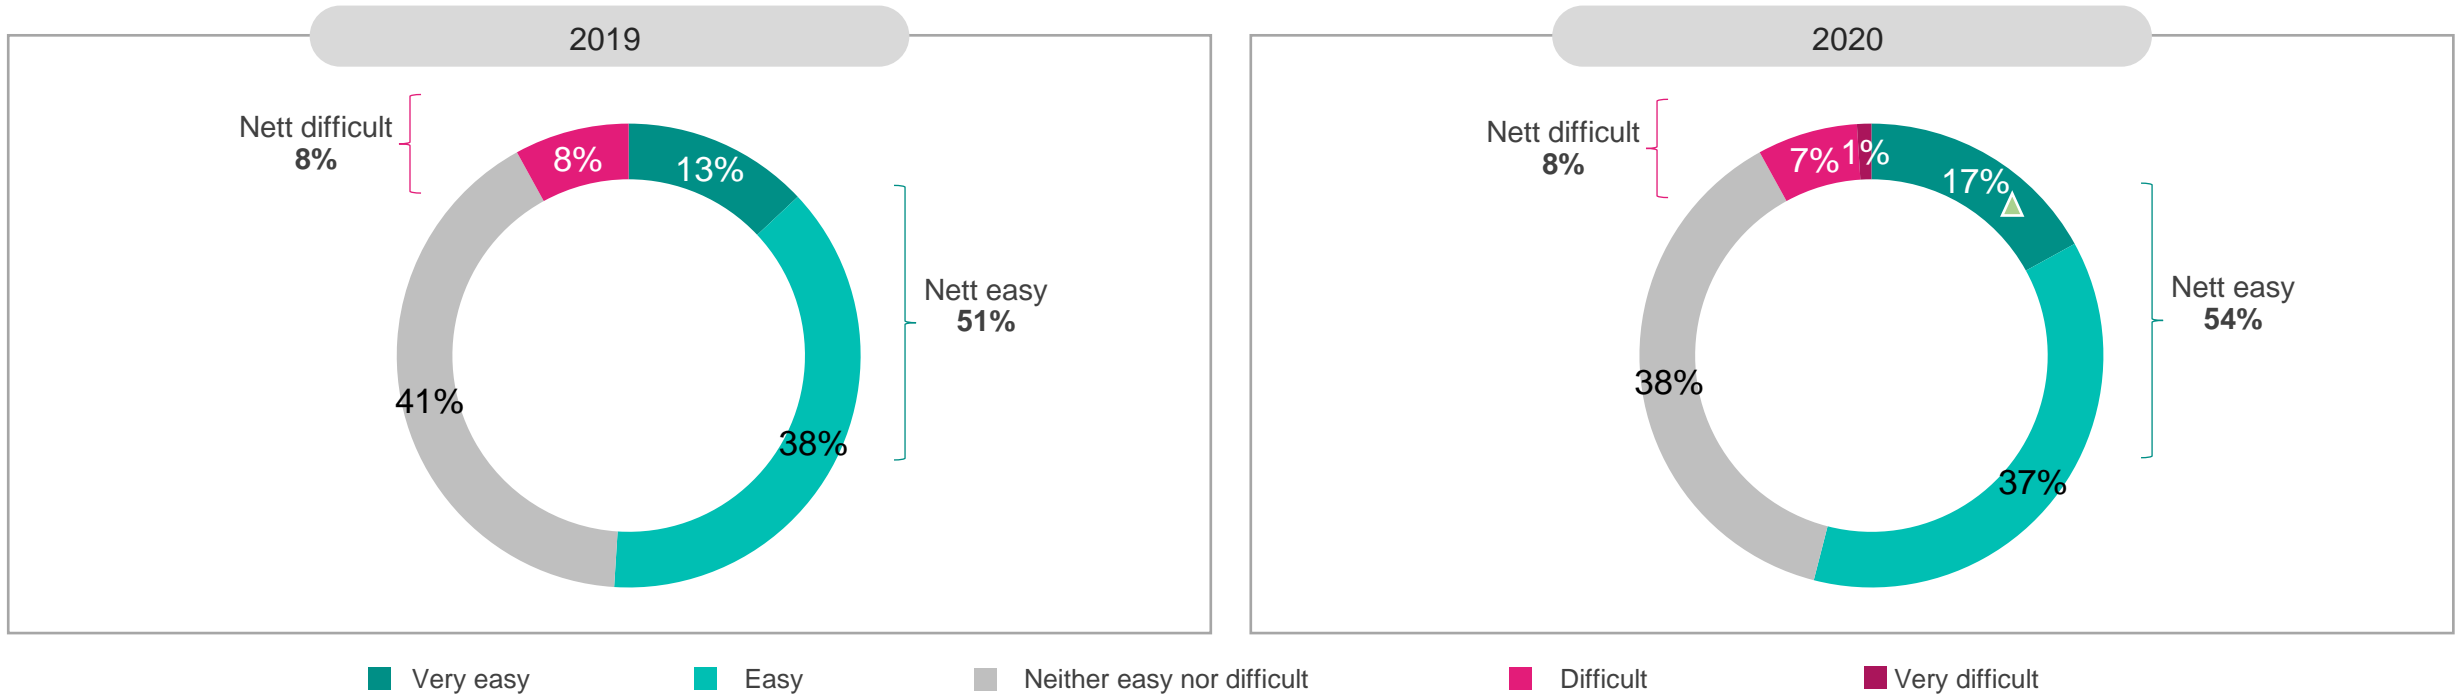 2019
Nett difficult
8%
8%
13%
Nett easy
51%
41%
38%
2020
Nett difficult
8%
7%
1%
17%
Nett easy
54%
38%
37%
Very easy
Easy
Neither easy nor difficult
Difficult
Very difficult